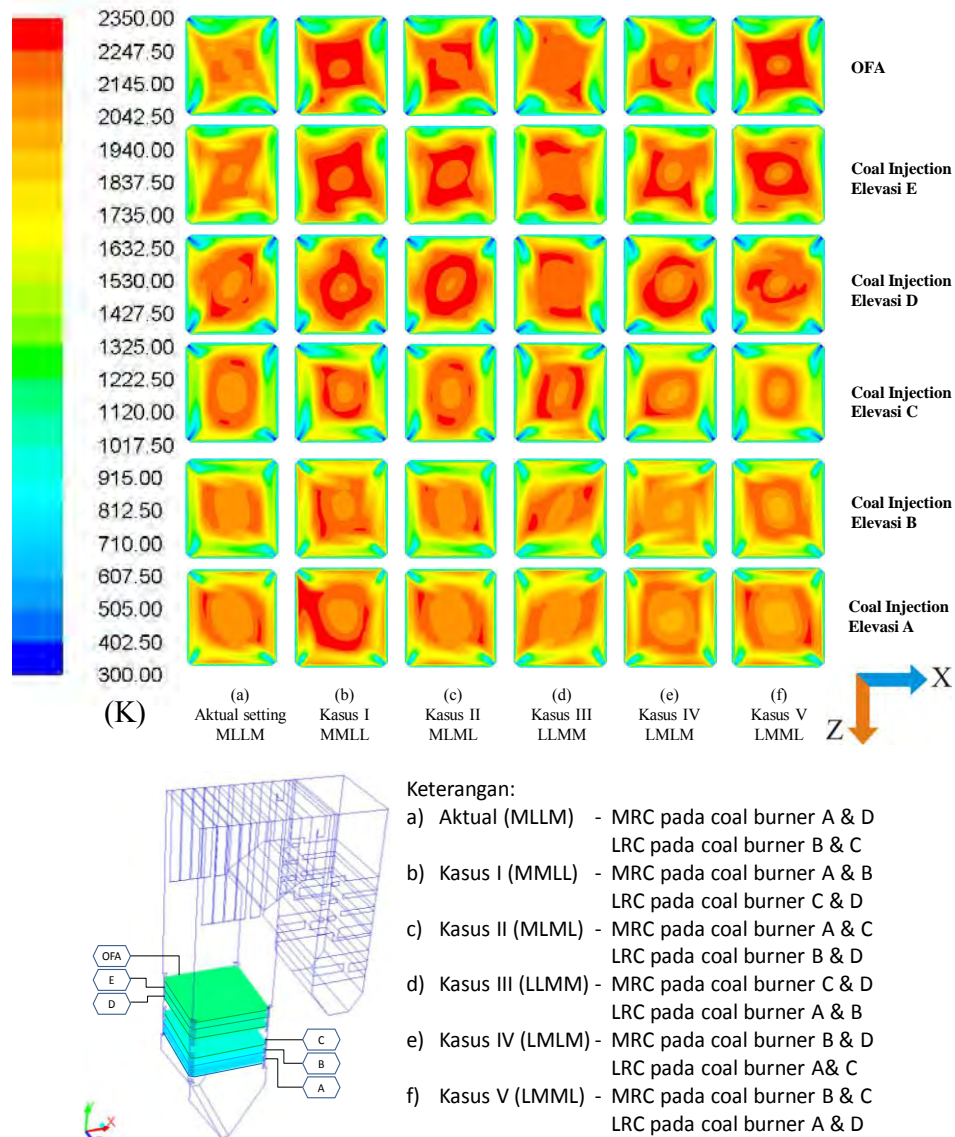 2350.00
2247.50
2145.00
2042.50
1940.00
1837.50
1735.00
1632.50
1530.00
1427.50
1325.00
1222.50
1120.00
1017.50
915.00
812.50
710.00
607.50
505.00
402.50
300.00
(K)
OFA
Coal Injection
Elevasi E
Coal Injection
Elevasi D
Coal Injection
Elevasi C
Coal Injection
Elevasi B
Coal Injection
Elevasi A
(a)
Aktual setting
MLLM
(b)
Kasus I
MMLL
(c)
Kasus II
MLML
(d)
Kasus III
LLMM
(e)
Kasus IV
LMLM
(f)
Kasus V
LMML
X
Z
OFA
E
D
C
B
A
Y
X
Keterangan:
a) Aktual (MLLM) - MRC pada coal burner A & D
LRC pada coal burner B & C
b) Kasus I (MMLL) - MRC pada coal burner A & B
LRC pada coal burner C & D
c) Kasus II (MLML) - MRC pada coal burner A & C
LRC pada coal burner B & D
d) Kasus III (LLMM) - MRC pada coal burner C & D
LRC pada coal burner A & B
e) Kasus IV (LMLM) - MRC pada coal burner B & D
LRC pada coal burner A& C
f) Kasus V (LMML) - MRC pada coal burner B & C
LRC pada coal burner A & D